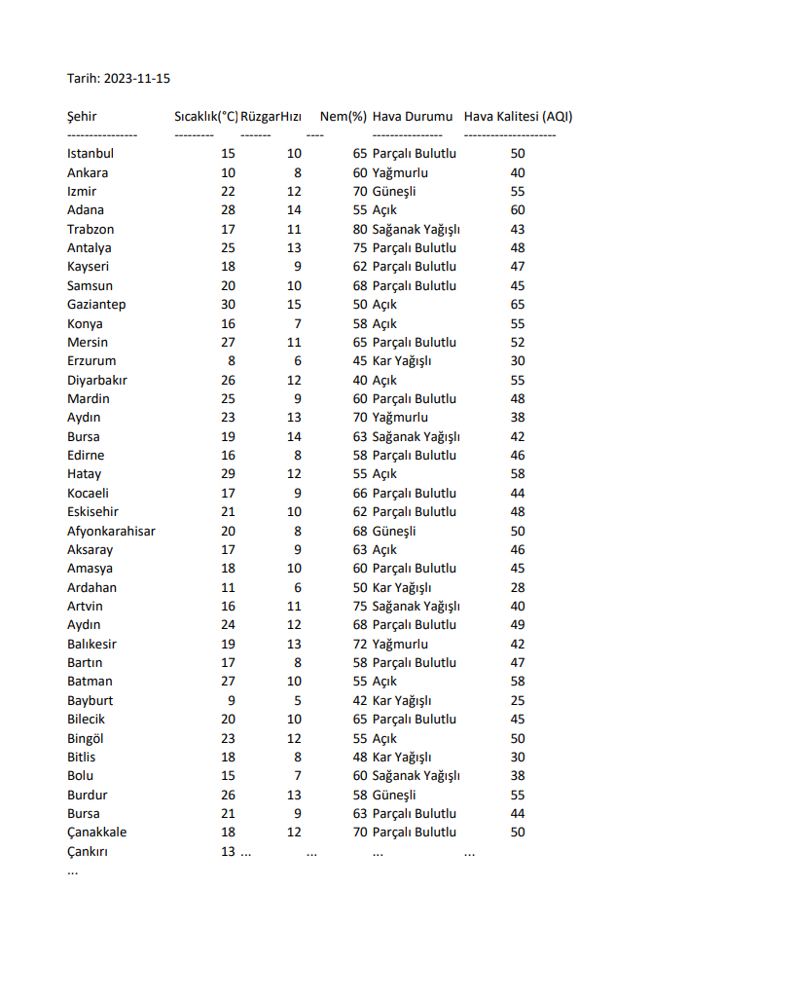 Tarih: 2023-11-15
Şehir Sıcaklık(°C) RüzgarHızı Nem(%) Hava Durumu Hava Kalitesi (AQI)
---------------- --------- ------- ---- ---------------- ---------------------
Istanbul 15 10 65 Parçalı Bulutlu 50
Ankara 10 8 60 Yağmurlu 40
Izmir 22 12 70 Güneşli 55
Adana 28 14 55 Açık 60
Trabzon 17 11 80 Sağanak Yağışlı 43
Antalya 25 13 75 Parçalı Bulutlu 48
Kayseri 18 9 62 Parçalı Bulutlu 47
Samsun 20 10 68 Parçalı Bulutlu 45
Gaziantep 30 15 50 Açık 65
Konya 16 7 58 Açık 55
Mersin 27 11 65 Parçalı Bulutlu 52
Erzurum 8 6 45 Kar Yağışlı 30
Diyarbakır 26 12 40 Açık 55
Mardin 25 9 60 Parçalı Bulutlu 48
Aydın 23 13 70 Yağmurlu 38
Bursa 19 14 63 Sağanak Yağışlı 42
Edirne 16 8 58 Parçalı Bulutlu 46
Hatay 29 12 55 Açık 58
Kocaeli 17 9 66 Parçalı Bulutlu 44
Eskisehir 21 10 62 Parçalı Bulutlu 48
Afyonkarahisar 20 8 68 Güneşli 50
Aksaray 17 9 63 Açık 46
Amasya 18 10 60 Parçalı Bulutlu 45
Ardahan 11 6 50 Kar Yağışlı 28
Artvin 16 11 75 Sağanak Yağışlı 40
Aydın 24 12 68 Parçalı Bulutlu 49
Balıkesir 19 13 72 Yağmurlu 42
Bartın 17 8 58 Parçalı Bulutlu 47
Batman 27 10 55 Açık 58
Bayburt 9 5 42 Kar Yağışlı 25
Bilecik 20 10 65 Parçalı Bulutlu 45
Bingöl 23 12 55 Açık 50
Bitlis 18 8 48 Kar Yağışlı 30
Bolu 15 7 60 Sağanak Yağışlı 38
Burdur 26 13 58 Güneşli 55
Bursa 21 9 63 Parçalı Bulutlu 44
Çanakkale 18 12 70 Parçalı Bulutlu 50
Çankırı 13 ... ... ... ...
...